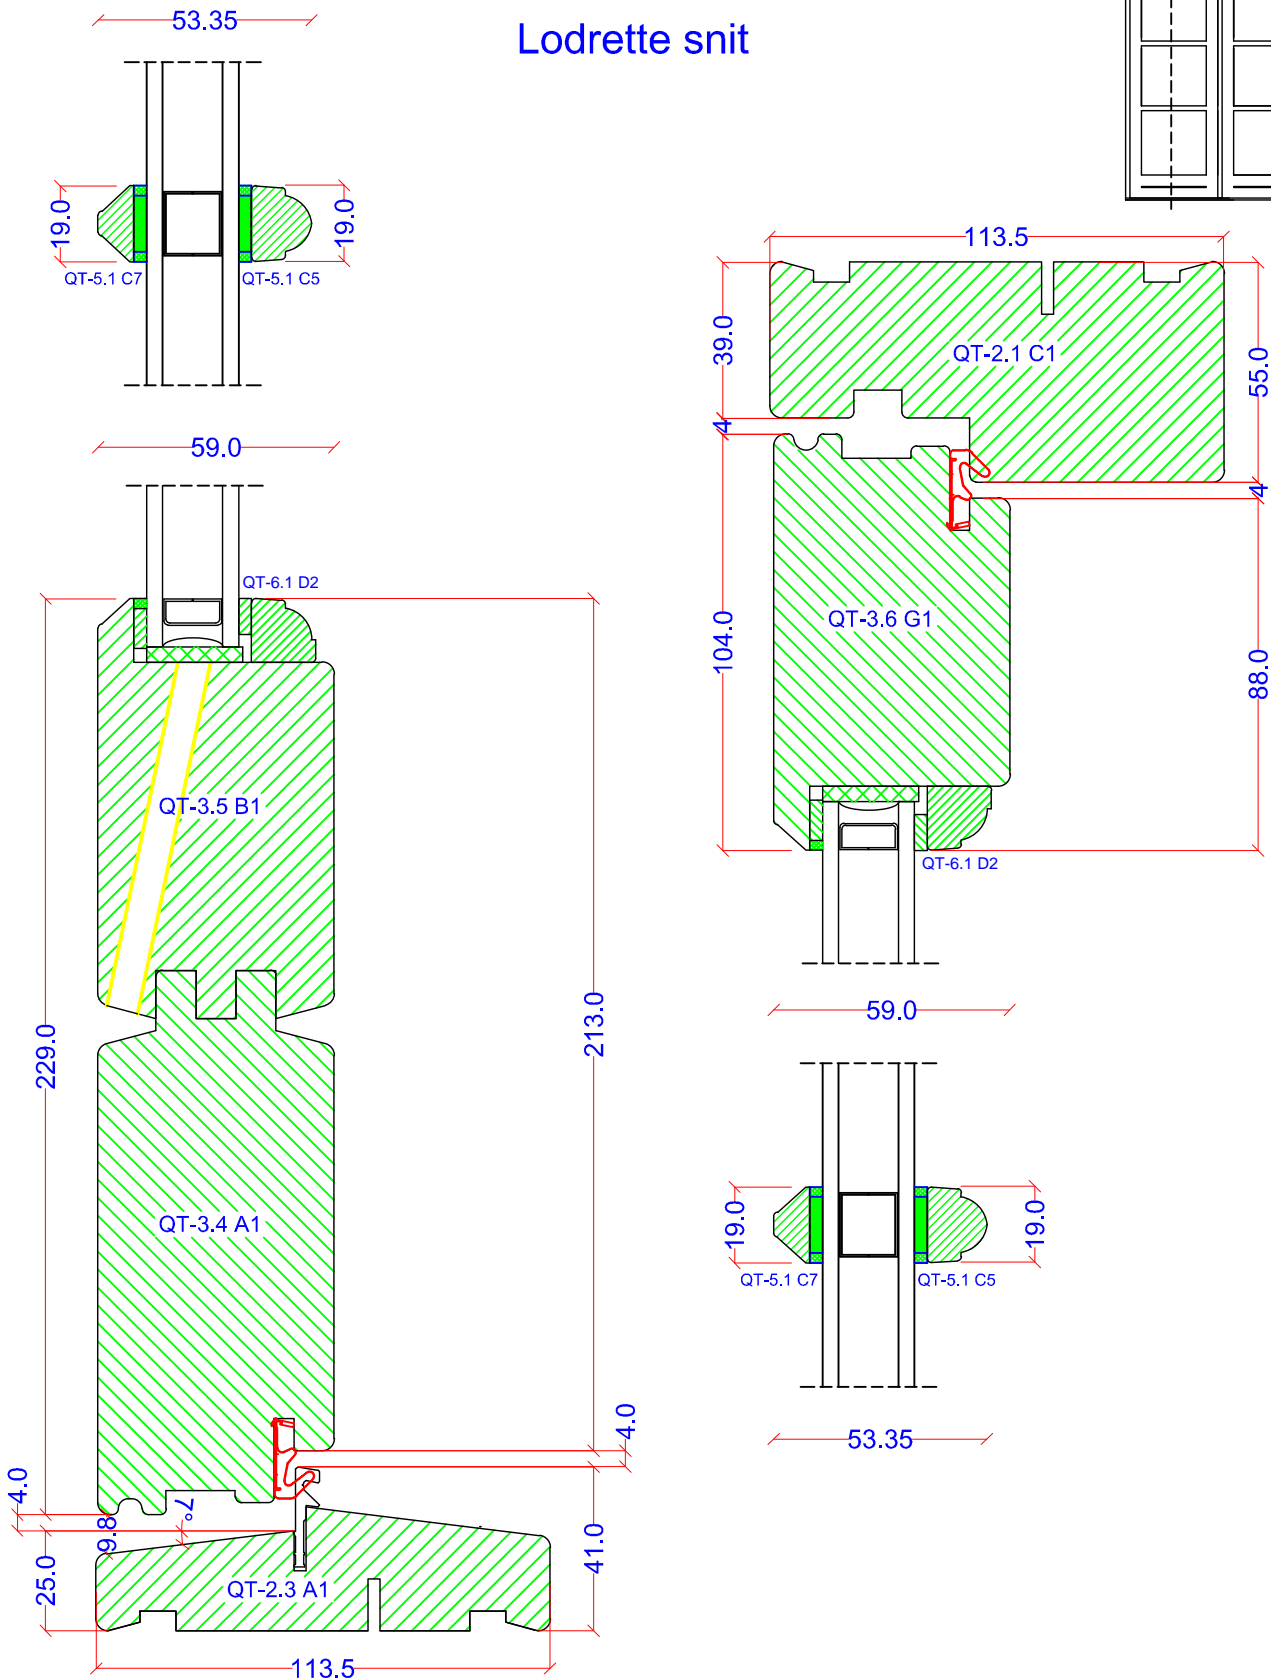 Lodrette snit
53.35
19.0
19.0
QT-5.1 C7
QT-5.1 C5
59.0
QT-6.1 D2
QT-3.5 B1
229.0
213.0
QT-3.4 A1
4.0
4.0
7°
9.8
25.0
41.0
QT-2.3 A1
113.5
113.5
39.0
QT-2.1 C1
55.0
4
4
QT-3.6 G1
104.0
88.0
QT-6.1 D2
59.0
19.0
19.0
QT-5.1 C7
QT-5.1 C5
53.35